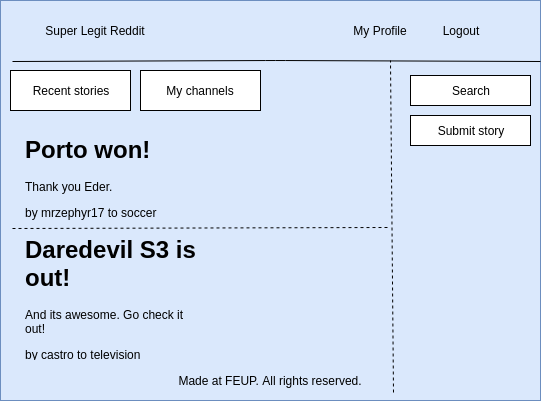 Super Legit Reddit
My Profile
Logout
Recent stories
My channels
Search
Submit story
Porto won!
Thank you Eder.
by mrzephyr17 to soccer
Daredevil S3 is
out!
And its awesome. Go check it
out!
by castro to television
Made at FEUP. All rights reserved.